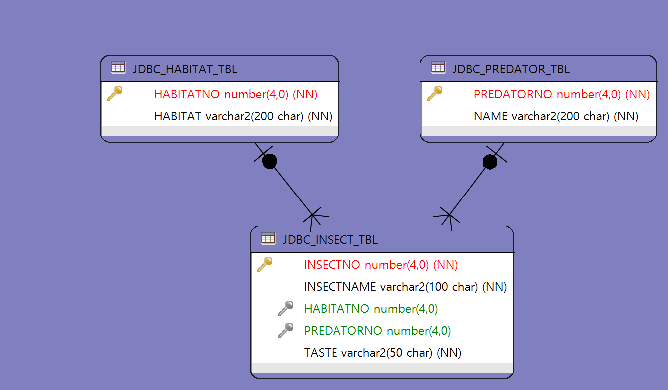 JDBC_HABITAT_TBL
HABITATNO number(4,0) (NN)
HABITAT varchar2(200 char) (NN)
JDBC_PREDATOR_TBL
PREDATORNO number(4,0) (NN)
NAME varchar2(200 char) (NN)
JDBC_INSECT_TBL
INSECTNO number(4,0) (NN)
INSECTNAME varchar2(100 char) (NN)
HABITATNO number(4,0)
PREDATORNO number(4,0)
TASTE varchar2(50 char) (NN)